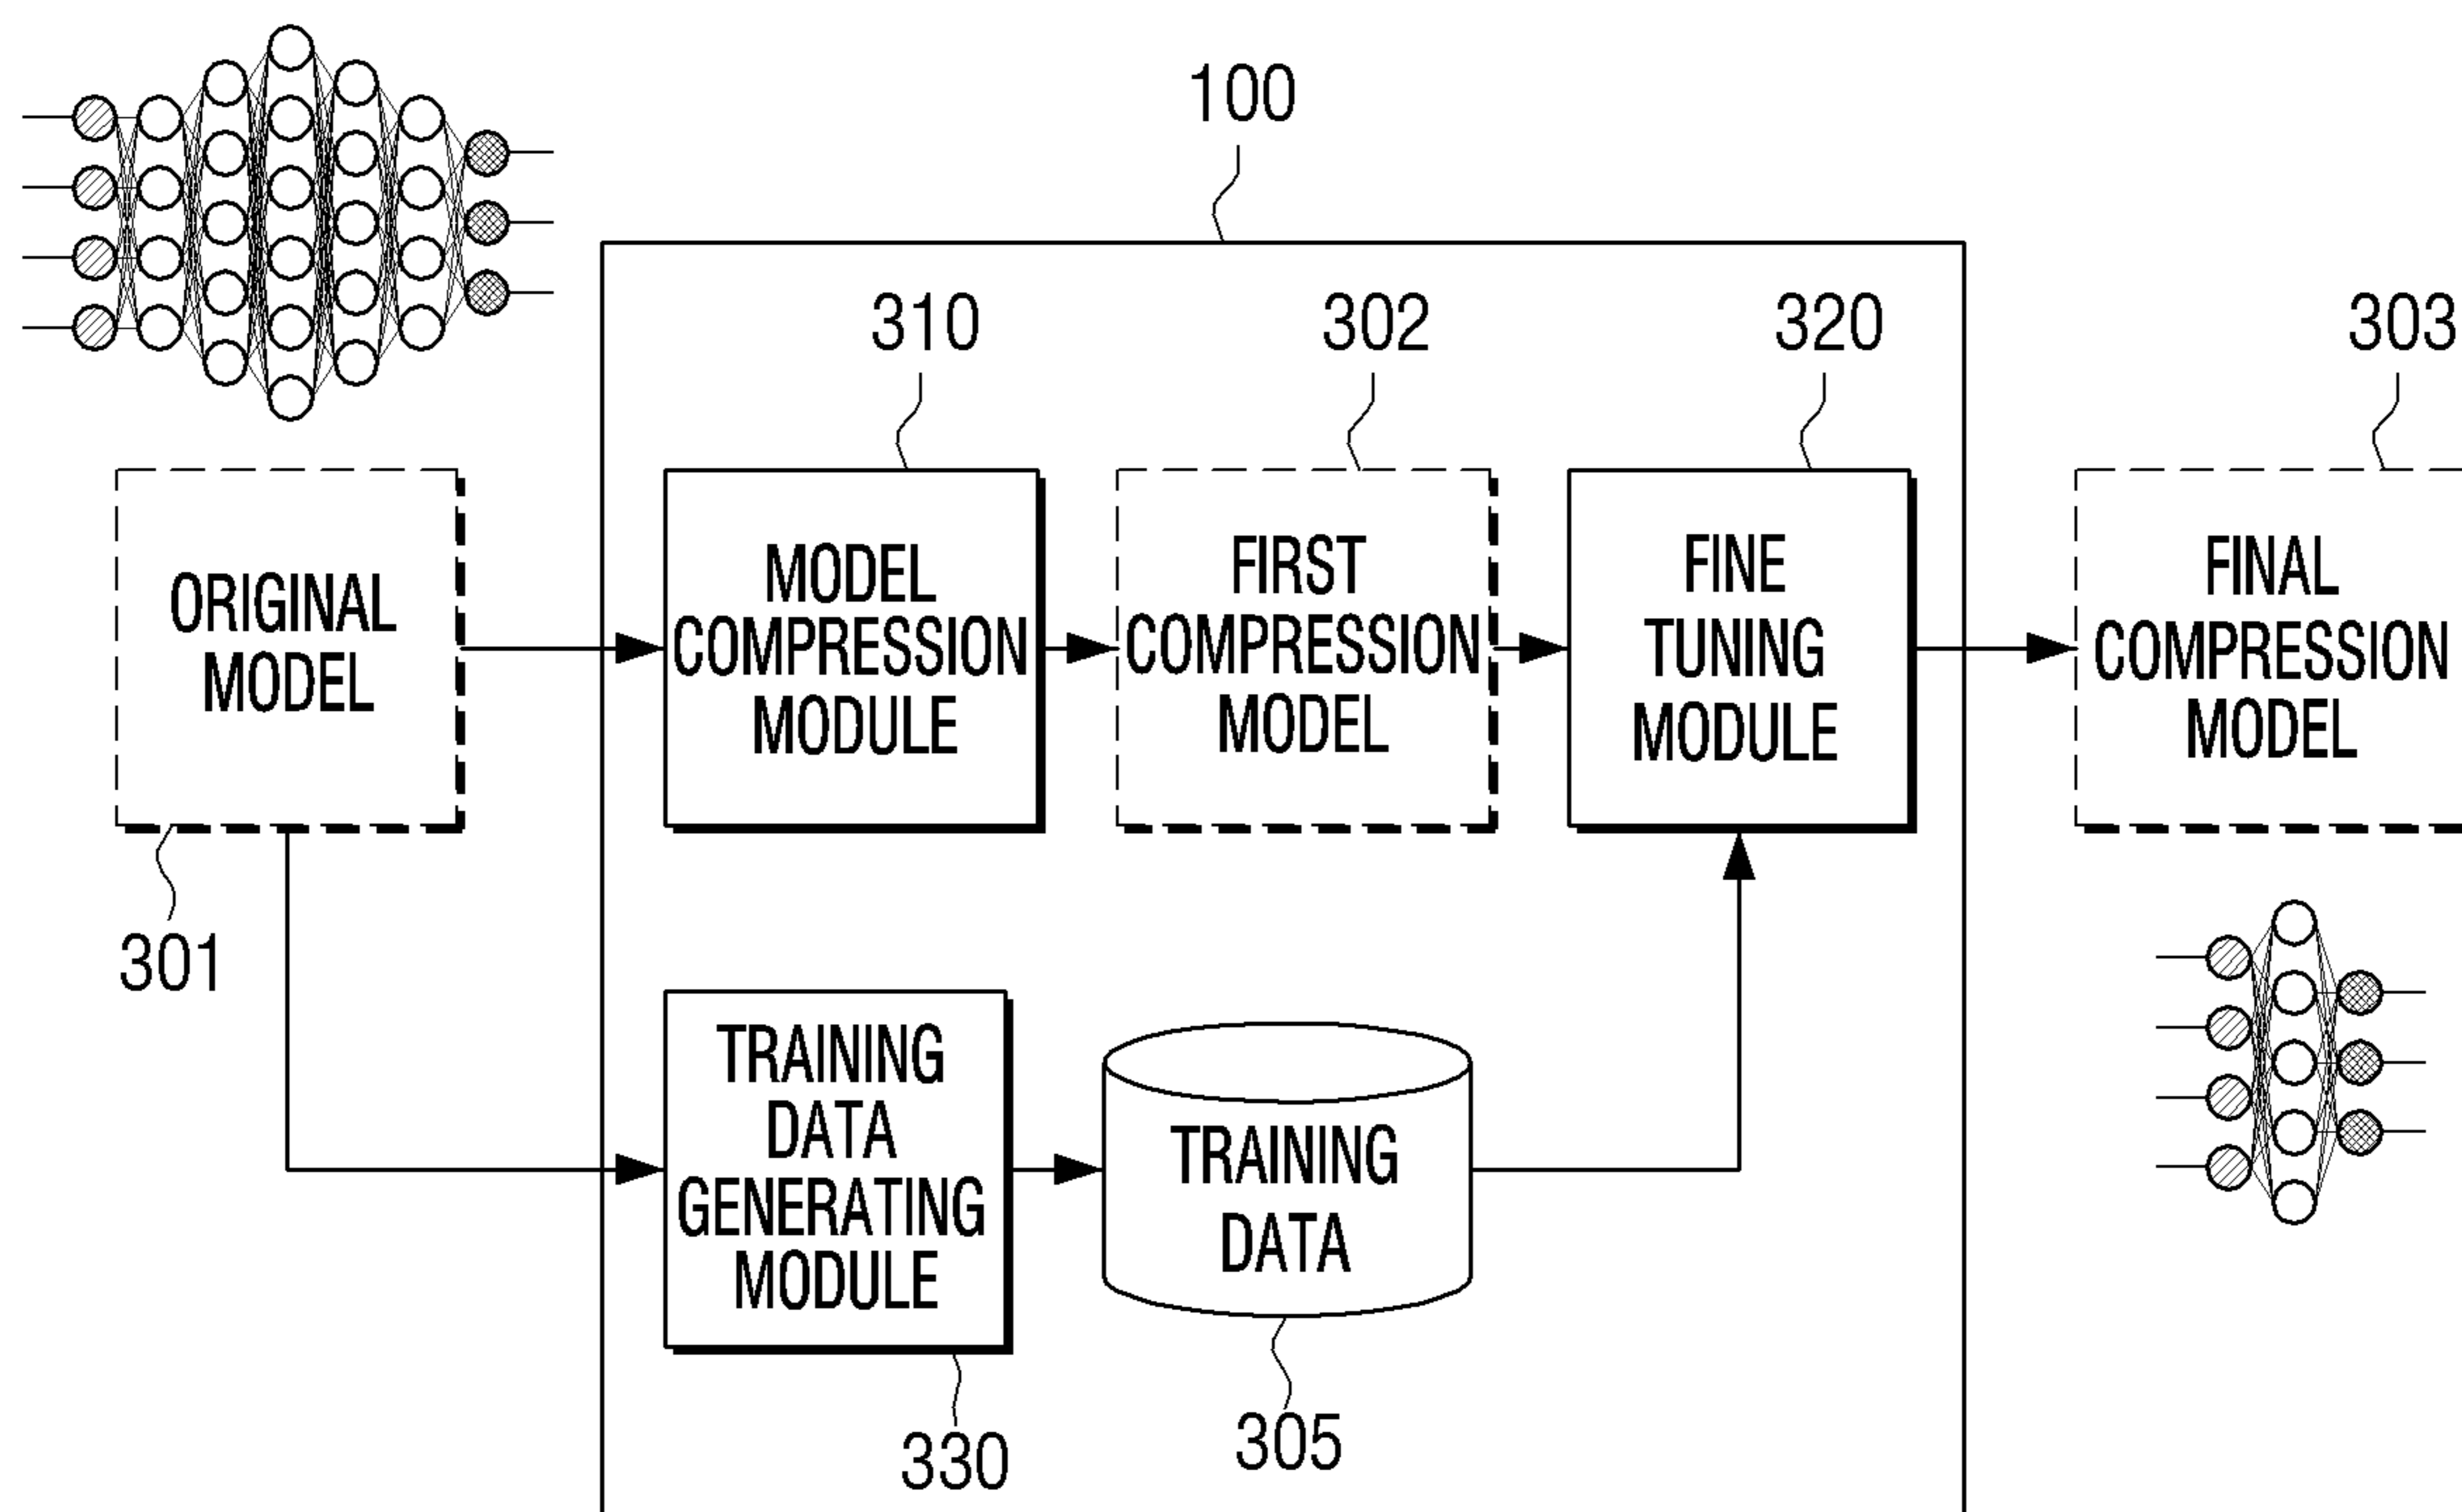 100
310
302
320
303
ORIGINAL
MODEL
MODEL
COMPRESSION
MODULE
FIRST
COMPRESSION
MODEL
FINE
TUNING
MODULE
FINAL
COMPRESSION
MODEL
301
TRAINING
DATA
GENERATING
MODULE
TRAINING
DATA
330
305